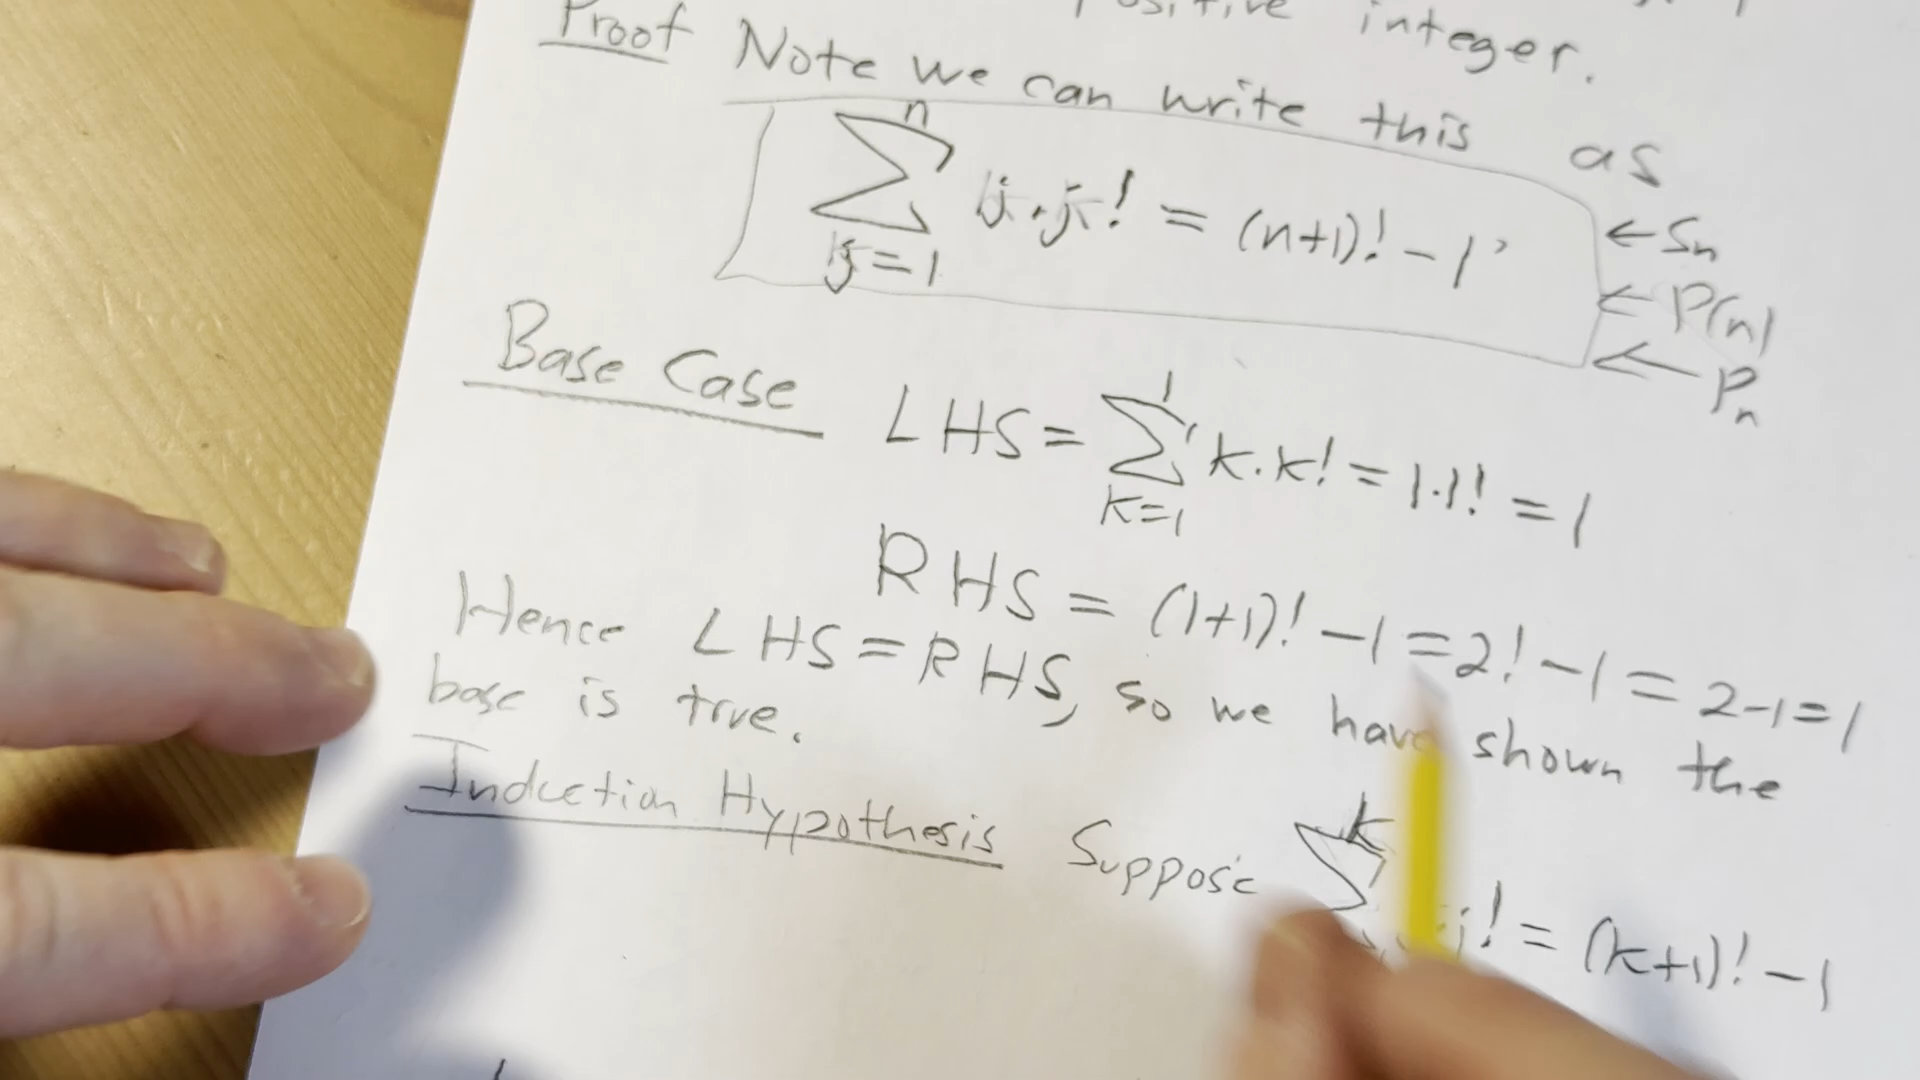 positive integer.
Proof Note we can write this as
n
∑ j·j! = (n+1)! - 1 ← Sn
j=1
← P(n)
← Pn
Base Case LHS = ∑ k·k! = 1·1! = 1
1
k=1
RHS = (1+1)! - 1 = 2! - 1 = 2-1 = 1
Hence LHS = RHS, so we have shown the
base is true.
Induction Hypothesis Suppose ∑ j! = (k+1)! - 1
k